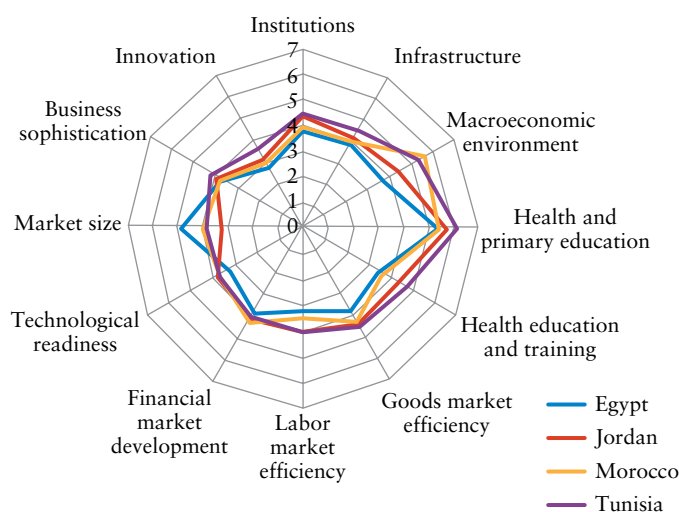 Institutions
Innovation
Infrastructure
Business
sophistication
Macroeconomic
environment
Market size
Health and
primary education
Technological
readiness
Health education
and training
Financial
market
development
Labor
market
efficiency
Goods market
efficiency
7
6
5
4
3
2
1
0
Egypt
Jordan
Morocco
Tunisia